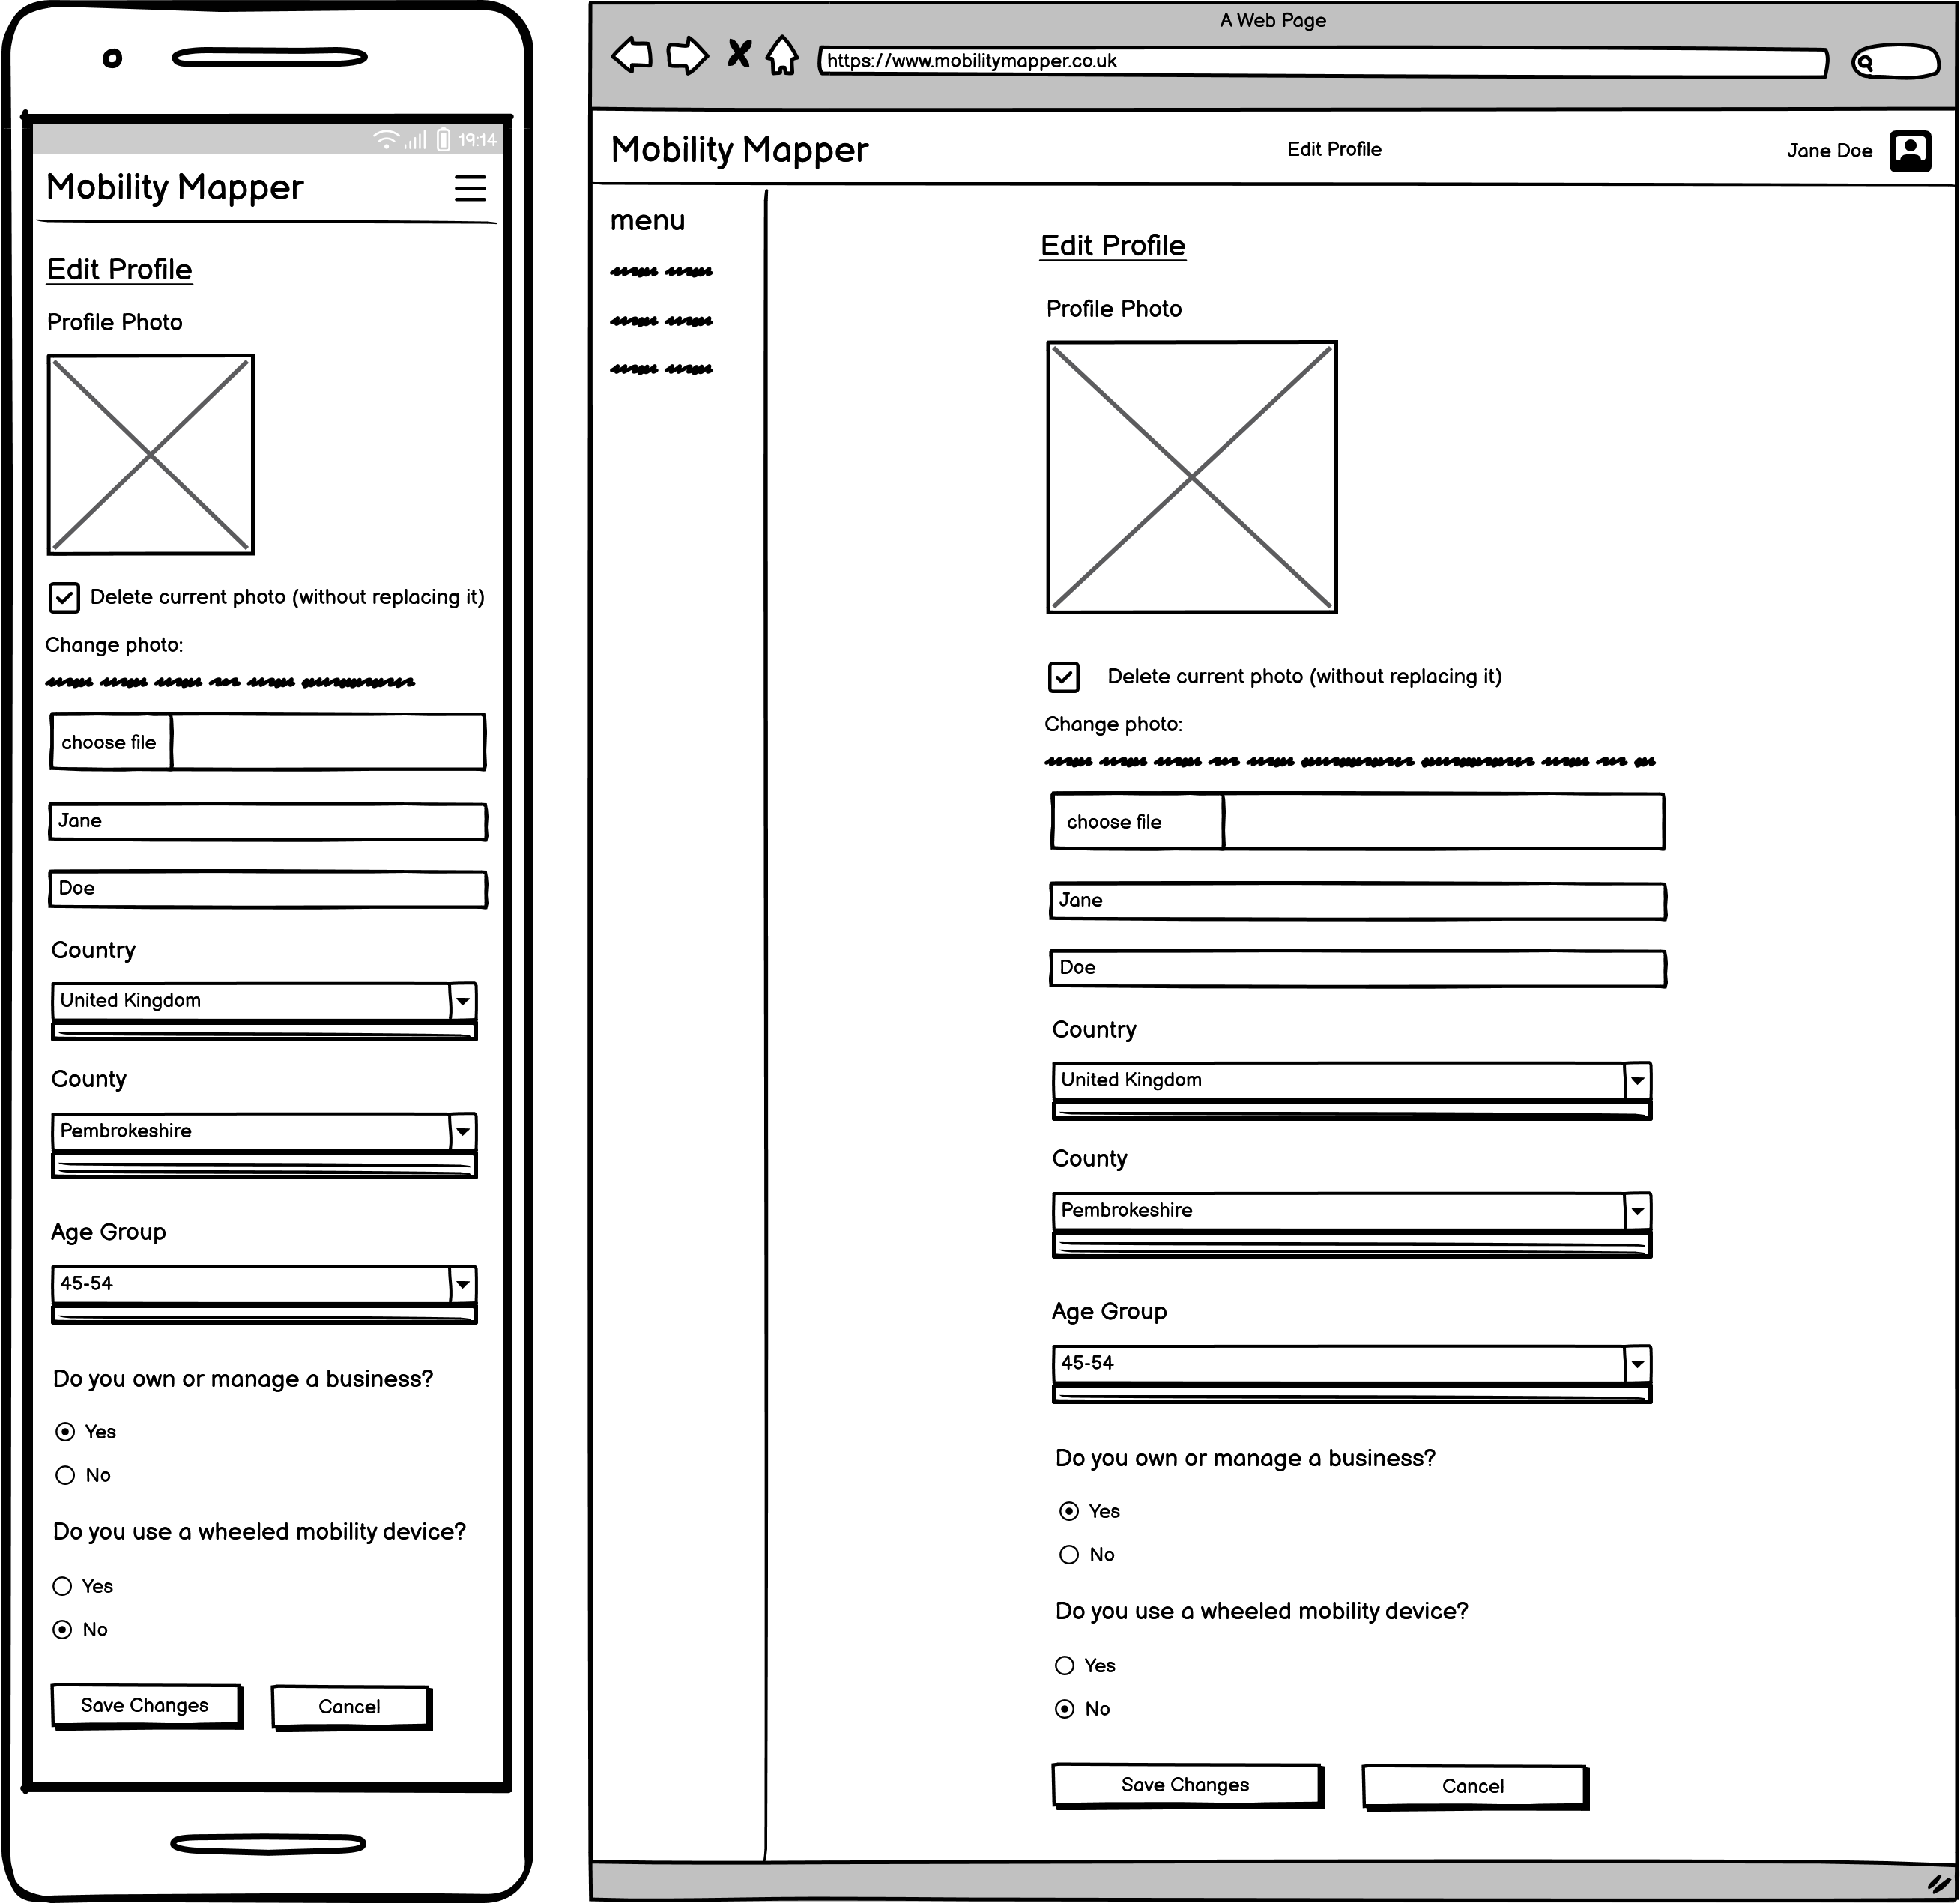 19:14
Mobility Mapper
Edit Profile
Profile Photo
Delete current photo (without replacing it)
Change photo:
choose file
Jane
Doe
Country
United Kingdom
County
Pembrokeshire
Age Group
45-54
Do you own or manage a business?
Yes
No
Do you use a wheeled mobility device?
Yes
No
Save Changes Cancel
A Web Page
https://www.mobilitymapper.co.uk
Mobility Mapper Edit Profile Jane Doe
menu
Edit Profile
Profile Photo
Delete current photo (without replacing it)
Change photo:
choose file
Jane
Doe
Country
United Kingdom
County
Pembrokeshire
Age Group
45-54
Do you own or manage a business?
Yes
No
Do you use a wheeled mobility device?
Yes
No
Save Changes Cancel